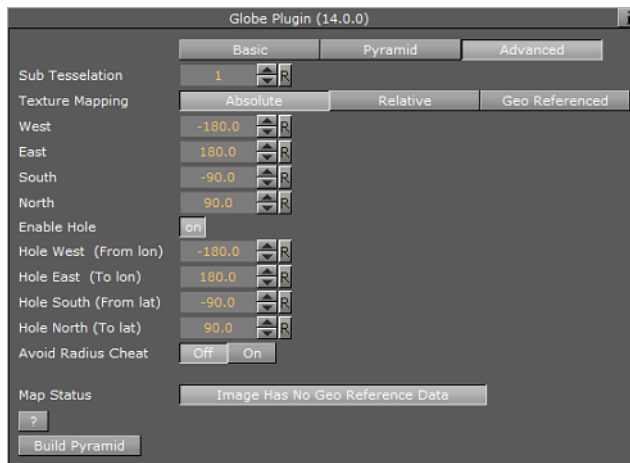 Globe Plugin (14.0.0)
Basic Pyramid Advanced
Sub Tesselation 1 R
Texture Mapping Absolute Relative Geo Referenced
West -180.0 R
East 180.0 R
South -90.0 R
North 90.0 R
Enable Hole on
Hole West (From lon) -180.0 R
Hole East (To lon) 180.0 R
Hole South (From lat) -90.0 R
Hole North (To lat) 90.0 R
Avoid Radius Cheat Off On
Map Status Image Has No Geo Reference Data
?
Build Pyramid